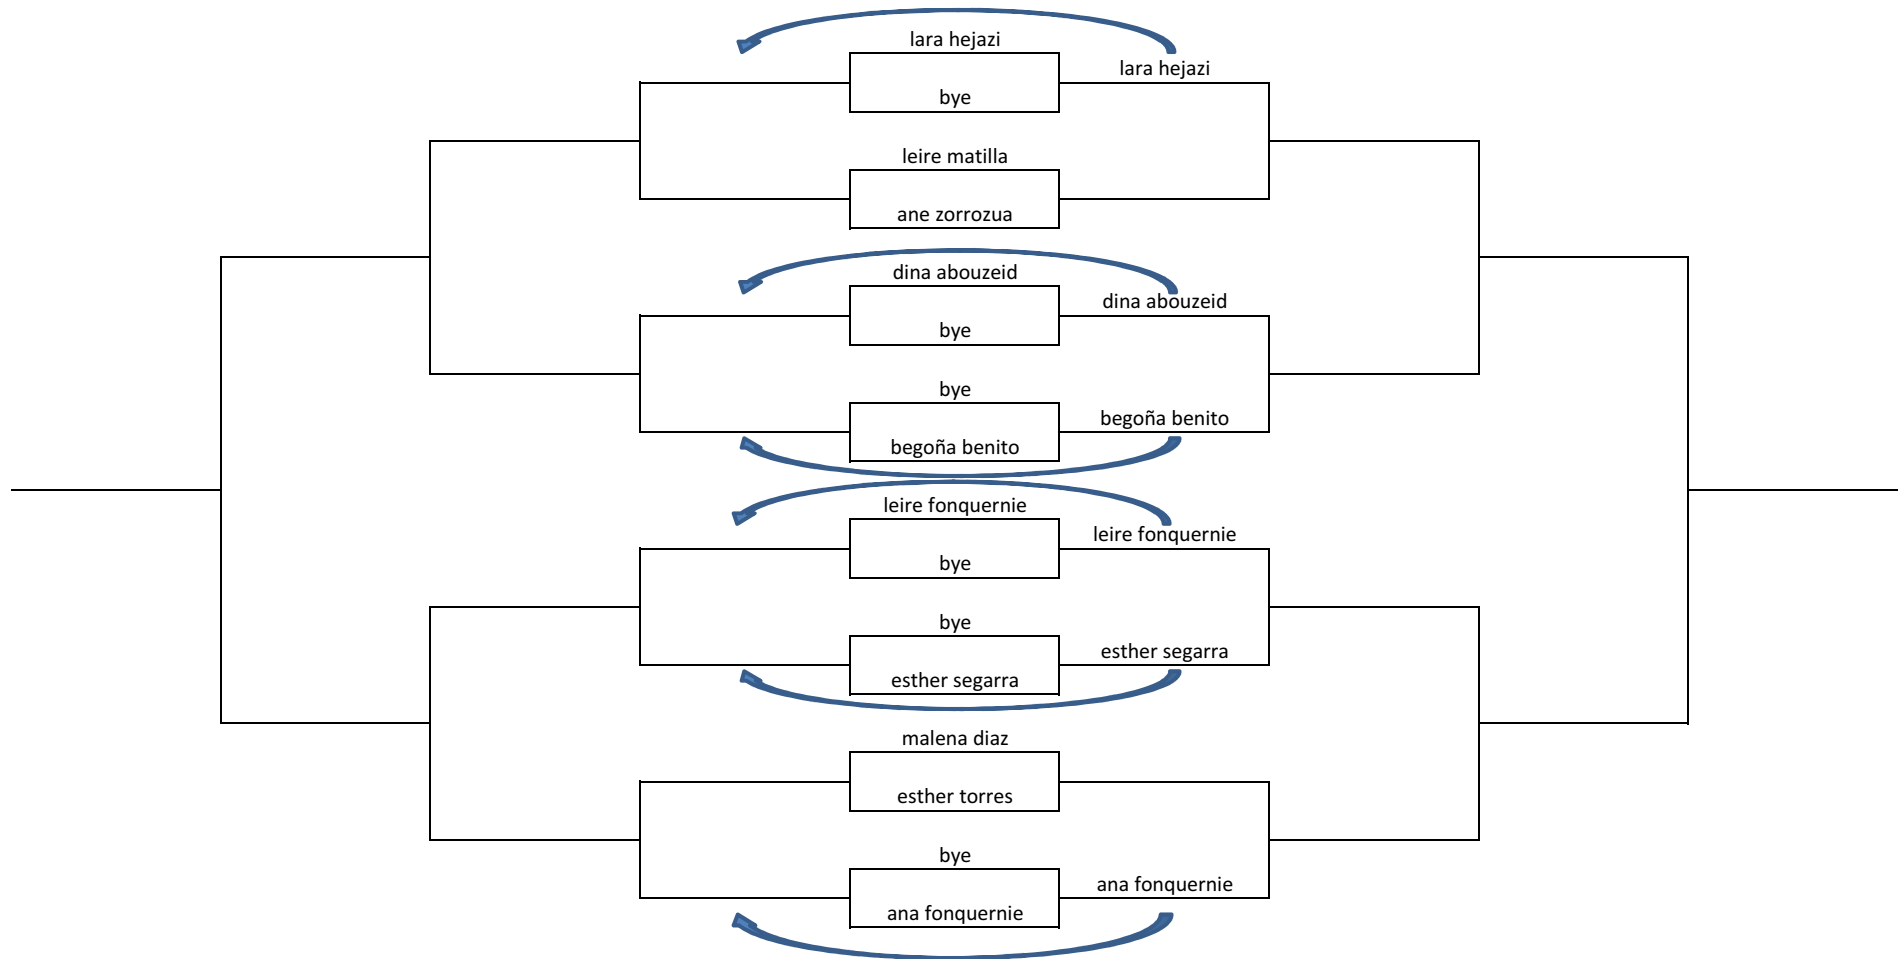 lara hejazi
lara hejazi
bye
leire matilla
ane zorrozua
dina abouzeid
dina abouzeid
bye
bye
begoña benito
begoña benito
leire fonquernie
leire fonquernie
bye
bye
esther segarra
esther segarra
malena diaz
esther torres
bye
ana fonquernie
ana fonquernie